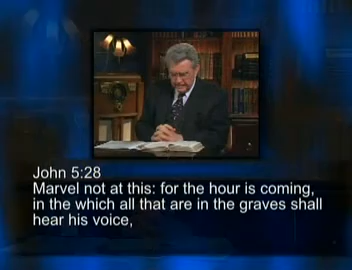 John 5:28
Marvel not at this: for the hour is coming,
in the which all that are in the graves shall
hear his voice,